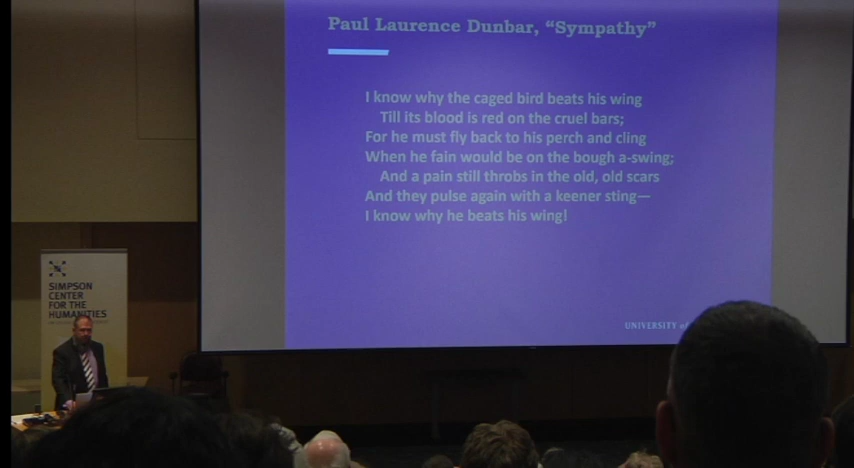 Paul Laurence Dunbar, “Sympathy”
I know why the caged bird beats his wing
Till its blood is red on the cruel bars;
For he must fly back to his perch and cling
When he fain would be on the bough a-swing;
And a pain still throbs in the old, old scars
And they pulse again with a keener sting—
I know why he beats his wing!
UNIVERSITY
SIMPSON
CENTER
FOR THE
HUMANITIES